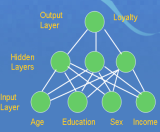 Output
Layer
Loyalty
Hidden
Layers
Input
Layer
Age Education Sex Income